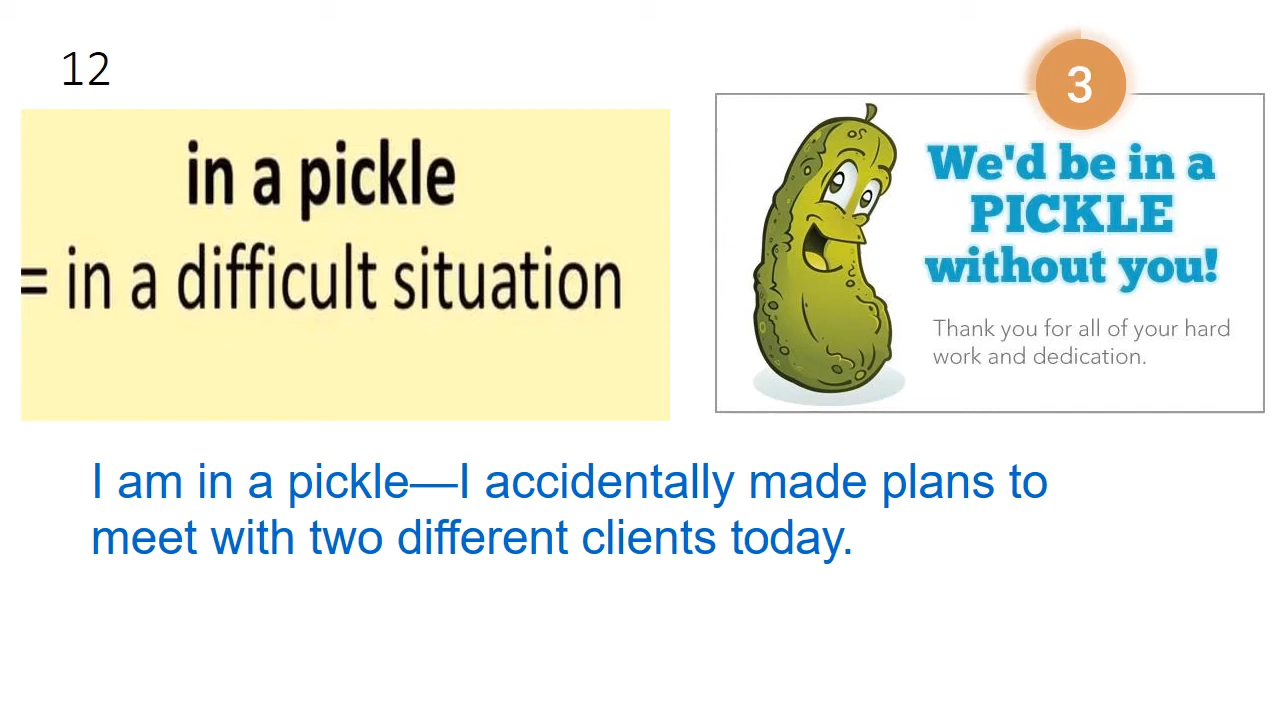 12
in a pickle
= in a difficult situation
3
We'd be in a
PICKLE
without you!
Thank you for all of your hard
work and dedication.
I am in a pickle—I accidentally made plans to
meet with two different clients today.